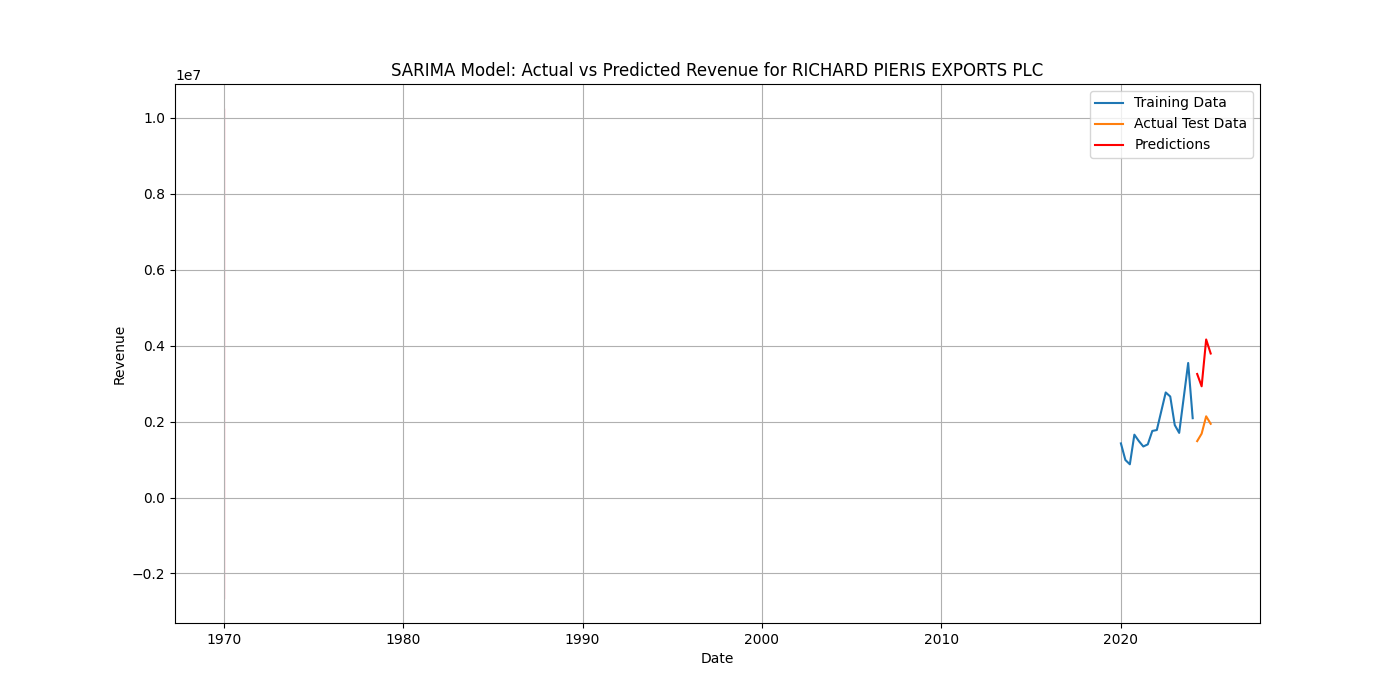 SARIMA Model: Actual vs Predicted Revenue for RICHARD PIERIS EXPORTS PLC
1e7
Training Data
Actual Test Data
Predictions
1.0
0.8
0.6
0.4
0.2
0.0
−0.2
Revenue
1970 1980 1990 2000 2010 2020
Date